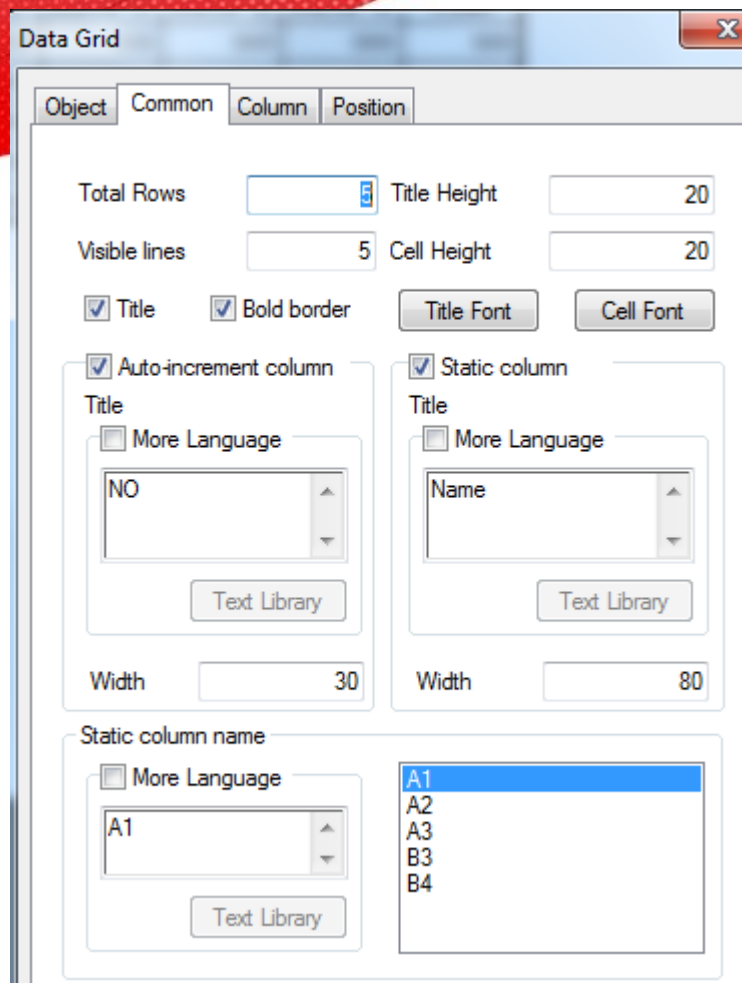 Data Grid
Object Common Column Position
Total Rows 5 Title Height 20
Visible lines 5 Cell Height 20
Title Bold border Title Font Cell Font
Auto-increment column Static column
Title Title
More Language More Language
NO Name
Text Library Text Library
Width 30 Width 80
Static column name
More Language A1
A2
A1 A3
B3
B4
Text Library